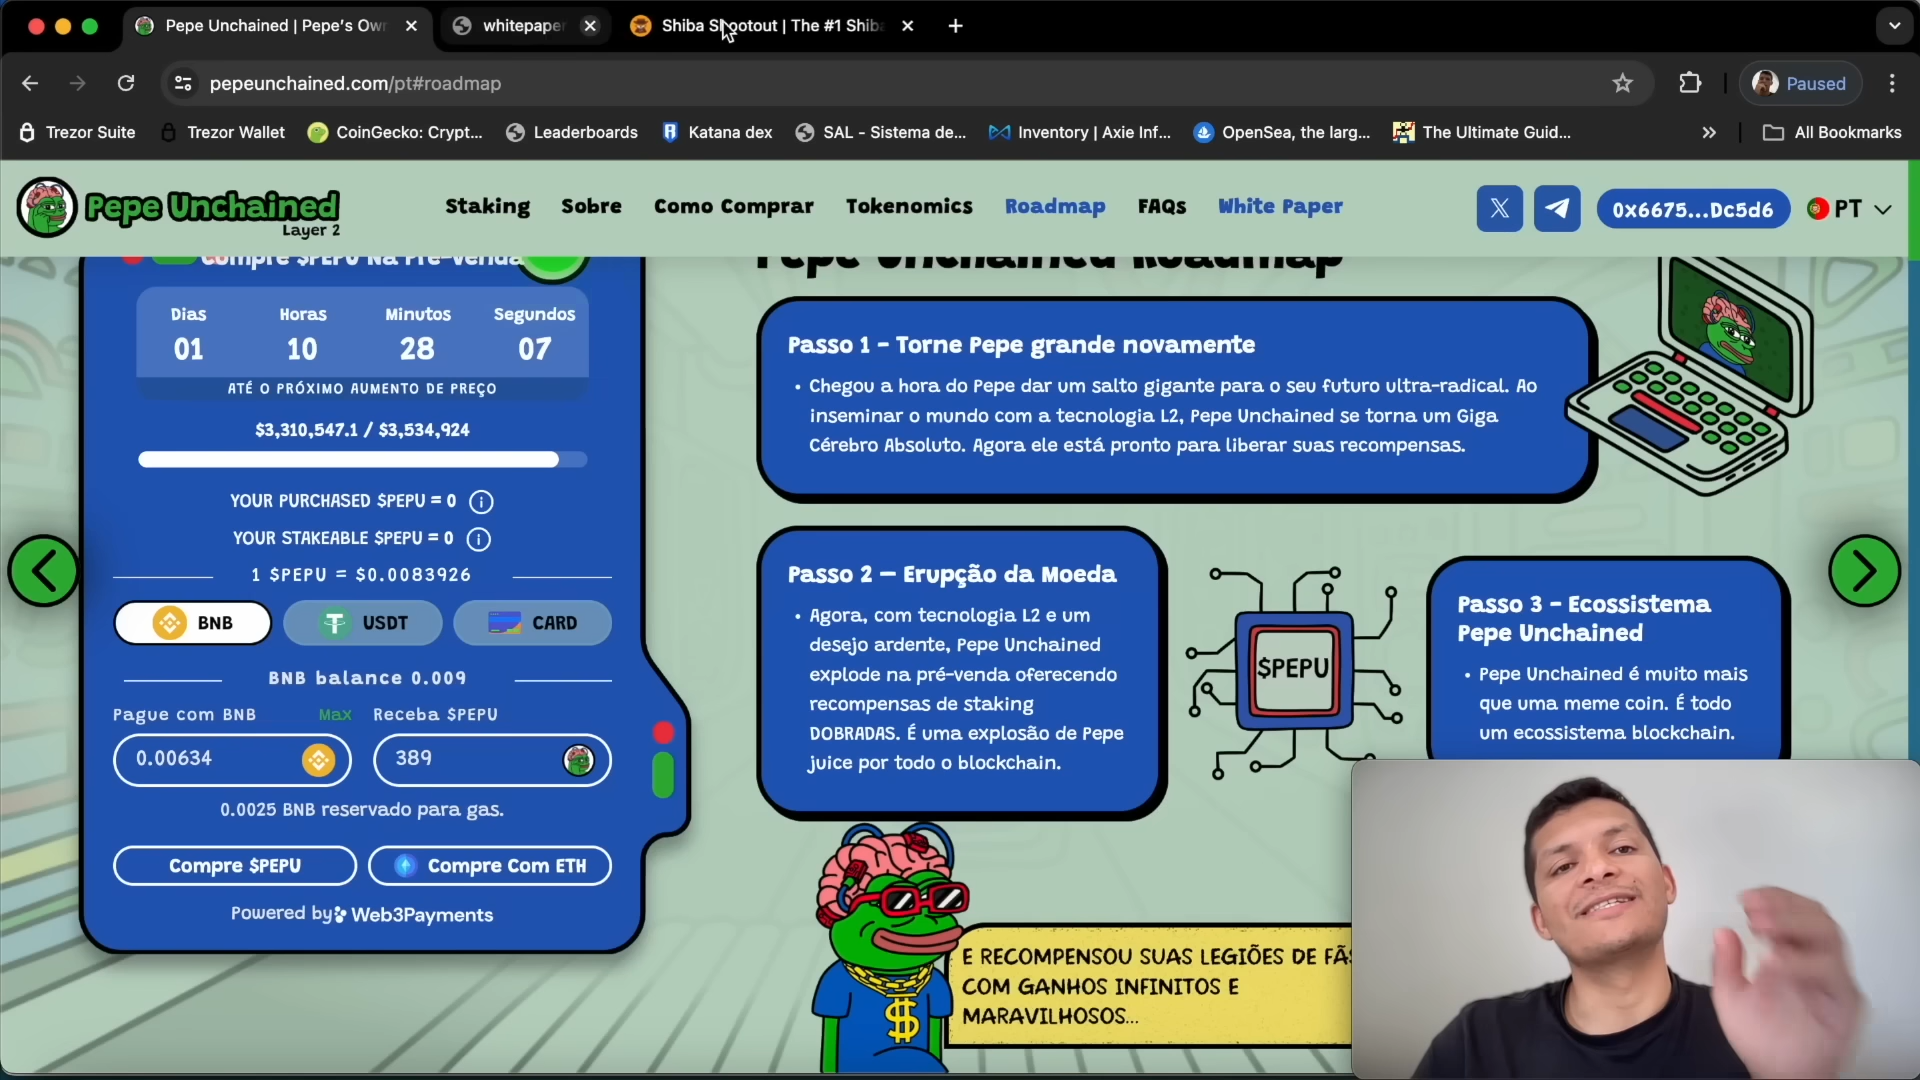 Pepe Unchained | Pepe's Own
whitepaper
Shiba Shootout | The #1 Shiba
pepeunchained.com/pt#roadmap
Paused
Trezor Suite
Trezor Wallet
CoinGecko: Crypt...
Leaderboards
Katana dex
SAL - Sistema de...
Inventory | Axie Inf...
OpenSea, the larg...
The Ultimate Guid...
All Bookmarks
Pepe Unchained
Layer 2
Staking
Sobre
Como Comprar
Tokenomics
Roadmap
FAQs
White Paper
0x6675...Dc5d6
PT
Compre $PEPU Na Pré-Venda
Dias
Horas
Minutos
Segundos
01
10
28
07
ATÉ O PRÓXIMO AUMENTO DE PREÇO
$3,310,547.1 / $3,534,924
YOUR PURCHASED $PEPU = 0
YOUR STAKEABLE $PEPU = 0
1 $PEPU = $0.0083926
BNB
USDT
CARD
BNB balance 0.009
Pague com BNB
Max
Receba $PEPU
0.00634
389
0.0025 BNB reservado para gas.
Compre $PEPU
Compre Com ETH
Powered by Web3Payments
Pepe Unchained Roadmap
Passo 1 - Torne Pepe grande novamente
• Chegou a hora do Pepe dar um salto gigante para o seu futuro ultra-radical. Ao
inseminar o mundo com a tecnologia L2, Pepe Unchained se torna um Giga
Cérebro Absoluto. Agora ele está pronto para liberar suas recompensas.
Passo 2 – Erupção da Moeda
• Agora, com tecnologia L2 e um
desejo ardente, Pepe Unchained
explode na pré-venda oferecendo
recompensas de staking
DOBRADAS. É uma explosão de Pepe
juice por todo o blockchain.
$PEPU
Passo 3 - Ecossistema
Pepe Unchained
• Pepe Unchained é muito mais
que uma meme coin. É todo
um ecossistema blockchain.
E RECOMPENSOU SUAS LEGIÕES DE FÃS
COM GANHOS INFINITOS E
MARAVILHOSOS...